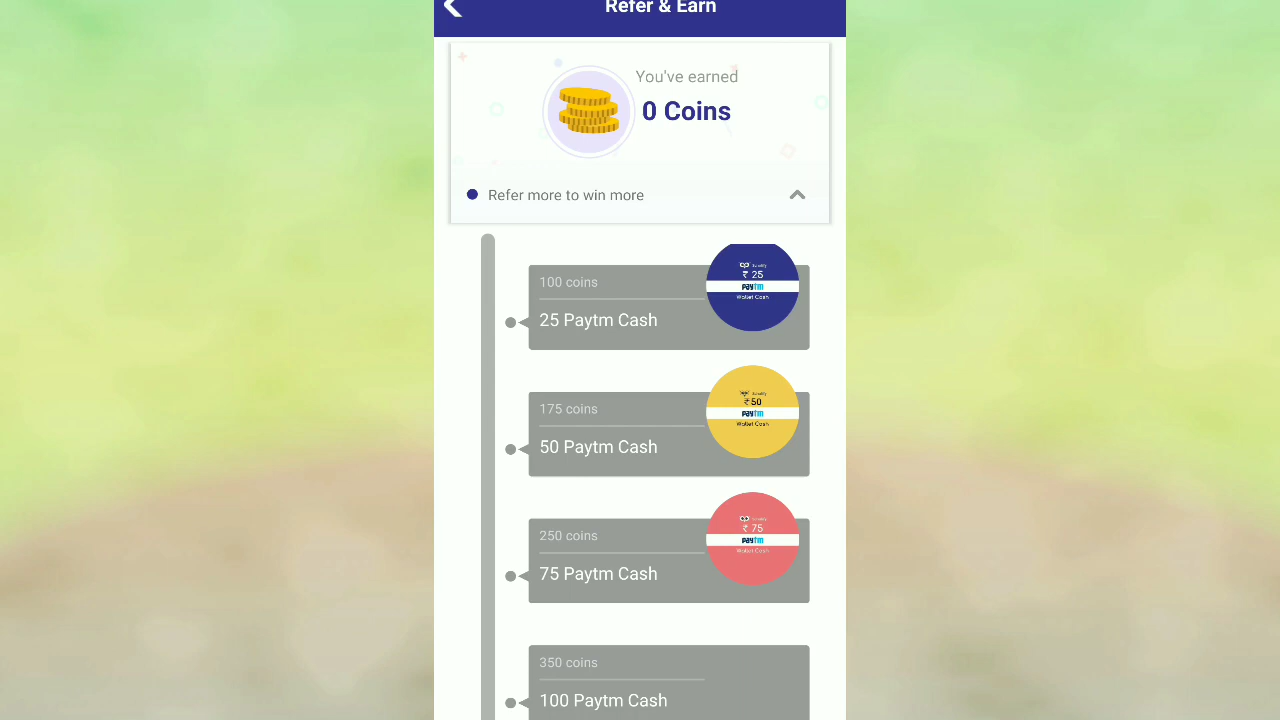 Refer & Earn
You've earned
0 Coins
Refer more to win more
100 coins
25 Paytm Cash
₹ 25
paytm
Wallet Cash
175 coins
50 Paytm Cash
₹50
paytm
Wallet Cash
250 coins
75 Paytm Cash
₹ 75
paytm
Wallet Cash
350 coins
100 Paytm Cash